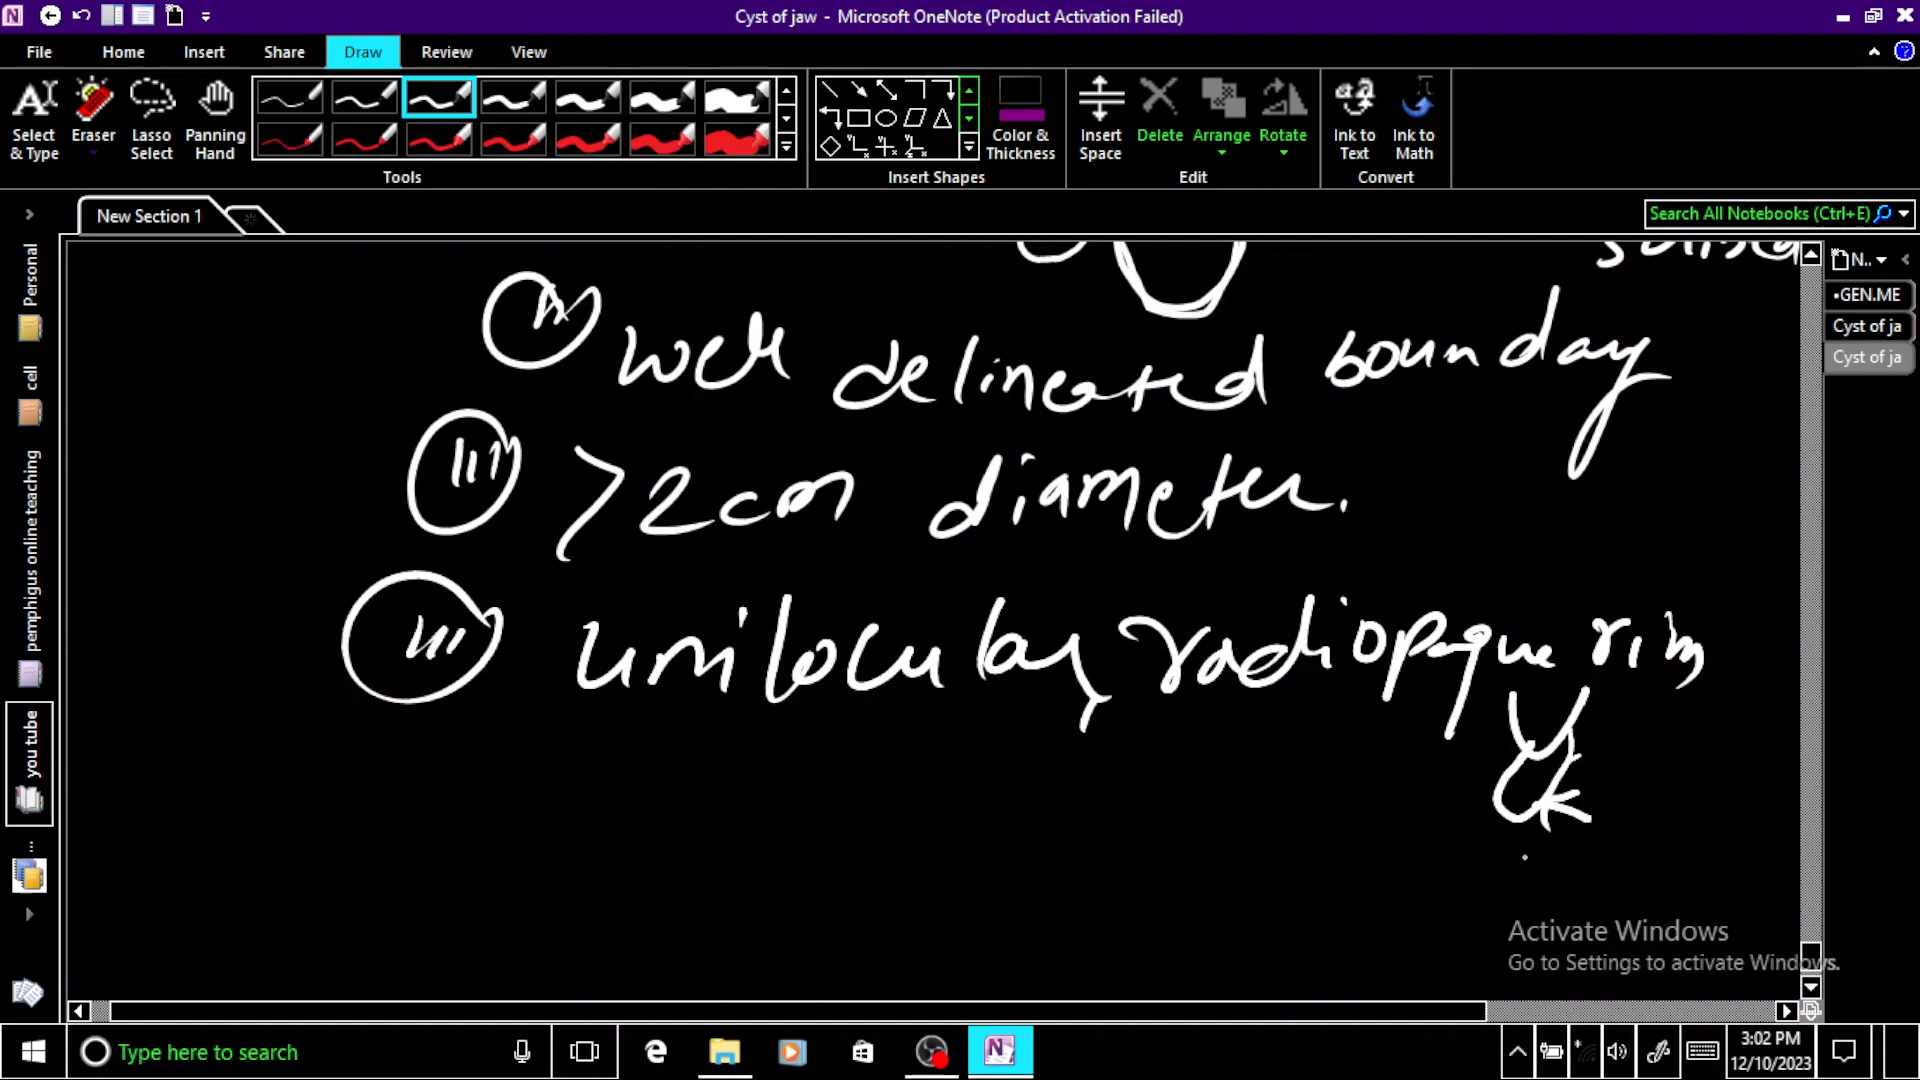 Cyst of jaw - Microsoft OneNote (Product Activation Failed)
File Home Insert Share Draw Review View
Select & Type Eraser Lasso Select Panning Hand
Tools
Insert Shapes
Color & Thickness
Insert Space Delete Arrange Rotate
Edit
Ink to Text Ink to Math
Convert
New Section 1
Search All Notebooks (Ctrl+E)
Personal
cell
pemphigus online teaching
you tube
N..
•GEN.ME
Cyst of ja
Cyst of ja
well delineated bounday
III >2cm diameter.
III unilocular, radiopaque rim
Activate Windows
Go to Settings to activate Windows.
Type here to search
3:02 PM
12/10/2023